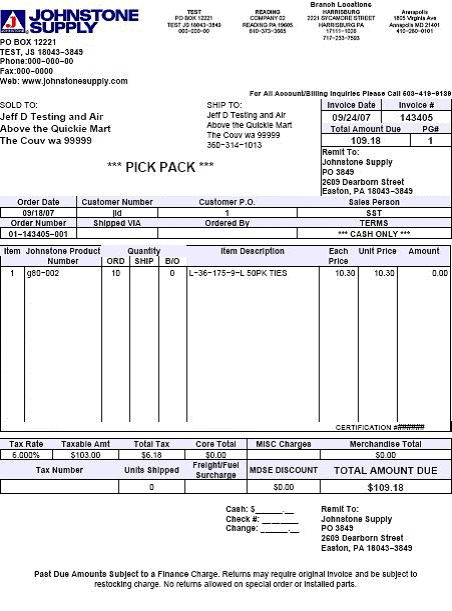 JOHNSTONE
SUPPLY
PO BOX 12221
TEST, JS 18043-3849
Phone:000-000-00
Fax:000-0000
Web: www.johnstonesupply.com
Branch Locations
TEST
PO BOX 12221
TEST JS 18043-3849
000-000-00
READING
COMPANY 02
READING PA 19605
610-373-3665
HARRISBURG
2221 SYCAMORE STREET
HARRISBURG PA
17111-1028
717-233-7593
Annapolis
1805 Virginia Ave
Annapolis MD 21401
410-260-0101
For All Account/Billing Inquiries Please Call 503-419-9139
SOLD TO:
Jeff D Testing and Air
Above the Quickie Mart
The Couv wa 99999
SHIP TO:
Jeff D Testing and Air
Above the Quickie Mart
The Couv wa 99999
360-314-1013
Invoice Date Invoice #
09/24/07 143405
Total Amount Due PG#
109.18 1
Remit To:
Johnstone Supply
PO 3849
2609 Dearborn Street
Easton, PA 18043-3849
*** PICK PACK ***
Order Date Customer Number Customer P.O. Sales Person
09/18/07 jld 1 SST
Order Number Shipped VIA Ordered By TERMS
01-143405-001 *** CASH ONLY ***
Item Johnstone Product Number Quantity ORD SHIP B/O Item Description Each Price Unit Price Amount
1 g80-002 10 0 L-36-175-9-L 50PK TIES 10.30 10.30 0.00
CERTIFICATION #######
Tax Rate Taxable Amt Total Tax Core Total MISC Charges Merchandise Total
6.000% $103.00 $6.18 $0.00 $0.00
Tax Number Units Shipped Freight/Fuel Surcharge MDSE DISCOUNT TOTAL AMOUNT DUE
0 $0.00 $109.18
Cash: $______.__
Check #: ________
Change: ______.__
Remit To:
Johnstone Supply
PO 3849
2609 Dearborn Street
Easton, PA 18043-3849
Past Due Amounts Subject to a Finance Charge. Returns may require original invoice and be subject to
restocking charge. No returns allowed on special order or installed parts.